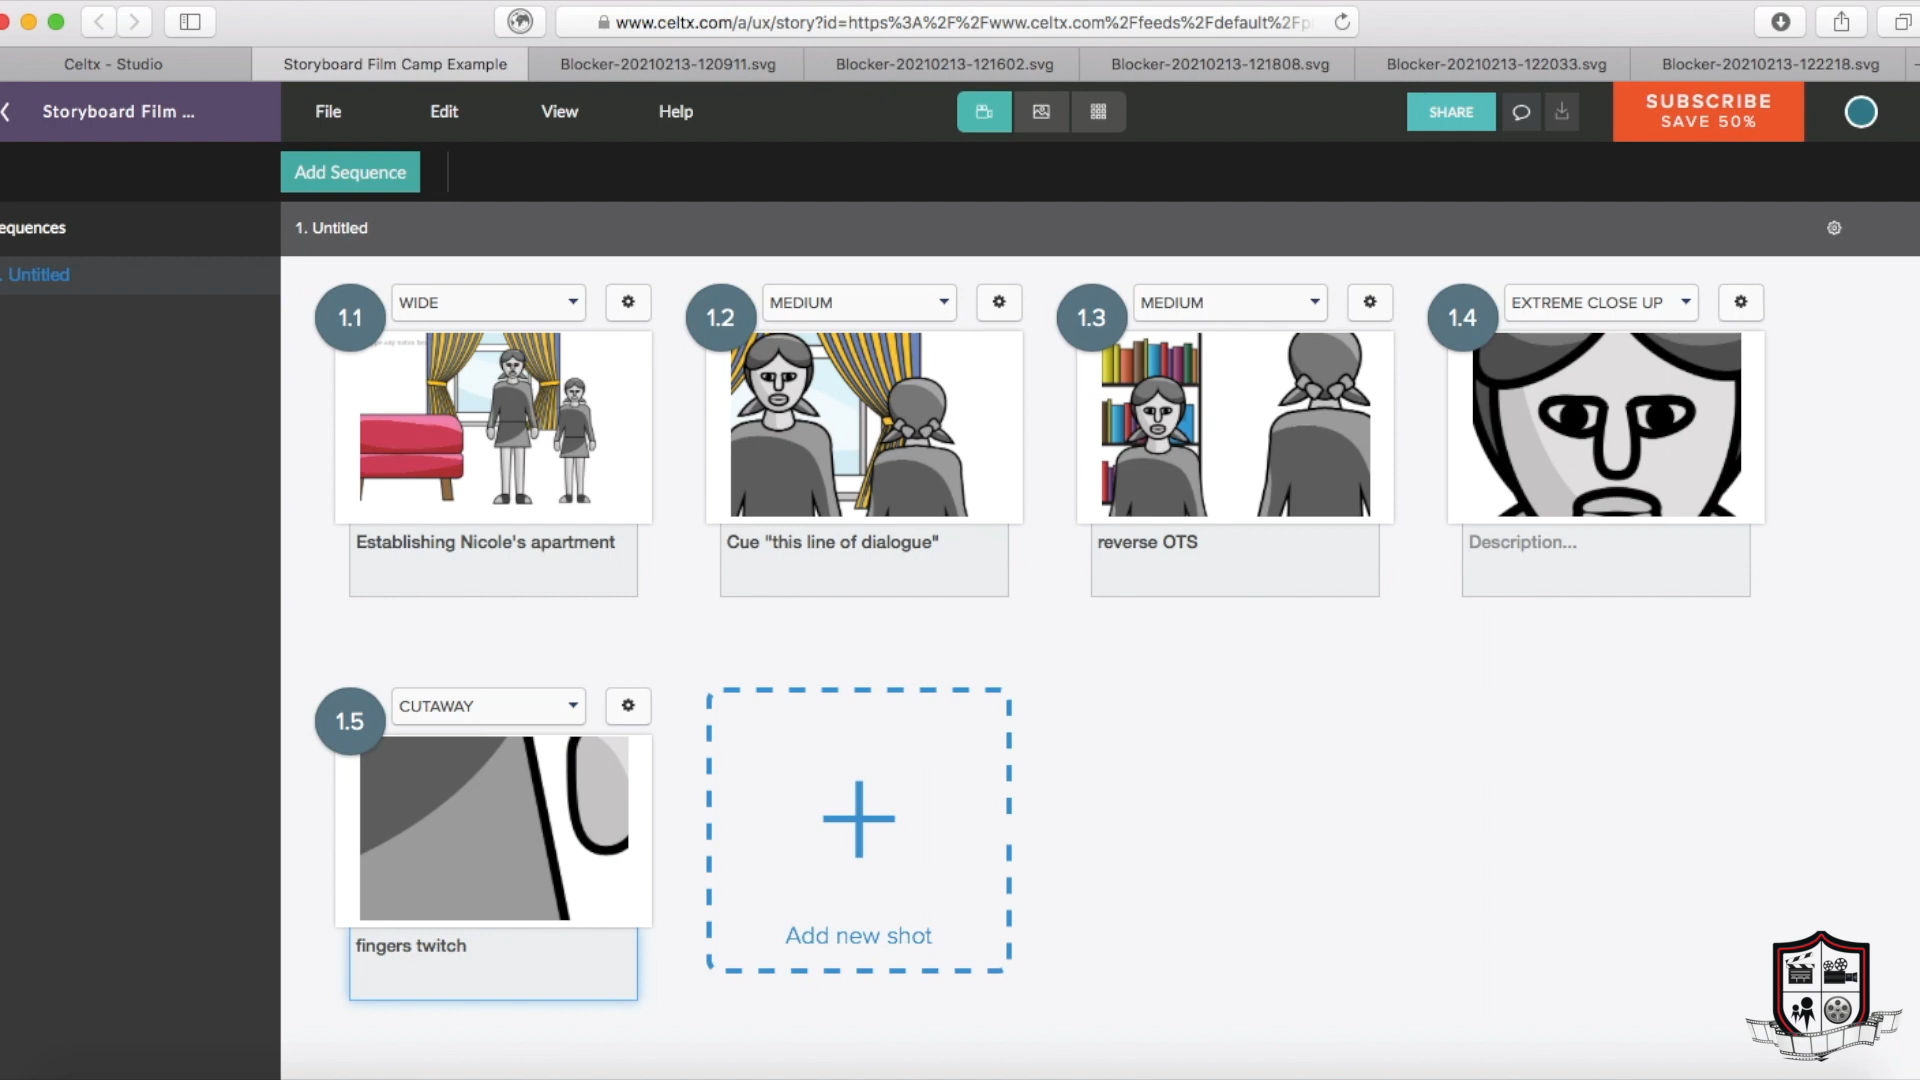 www.celtx.com/a/ux/story?id=https%3A%2F%2Fwww.celtx.com%2Ffeeds%2Fdefault%2Fp
Celtx - Studio
Storyboard Film Camp Example
Blocker-20210213-120911.svg
Blocker-20210213-121602.svg
Blocker-20210213-121808.svg
Blocker-20210213-122033.svg
Blocker-20210213-122218.svg
Storyboard Film ...
File
Edit
View
Help
SHARE
SUBSCRIBE
SAVE 50%
Add Sequence
equences
1. Untitled
. Untitled
1.1
WIDE
1.2
MEDIUM
1.3
MEDIUM
1.4
EXTREME CLOSE UP
Establishing Nicole's apartment
Cue "this line of dialogue"
reverse OTS
Description...
1.5
CUTAWAY
Add new shot
fingers twitch